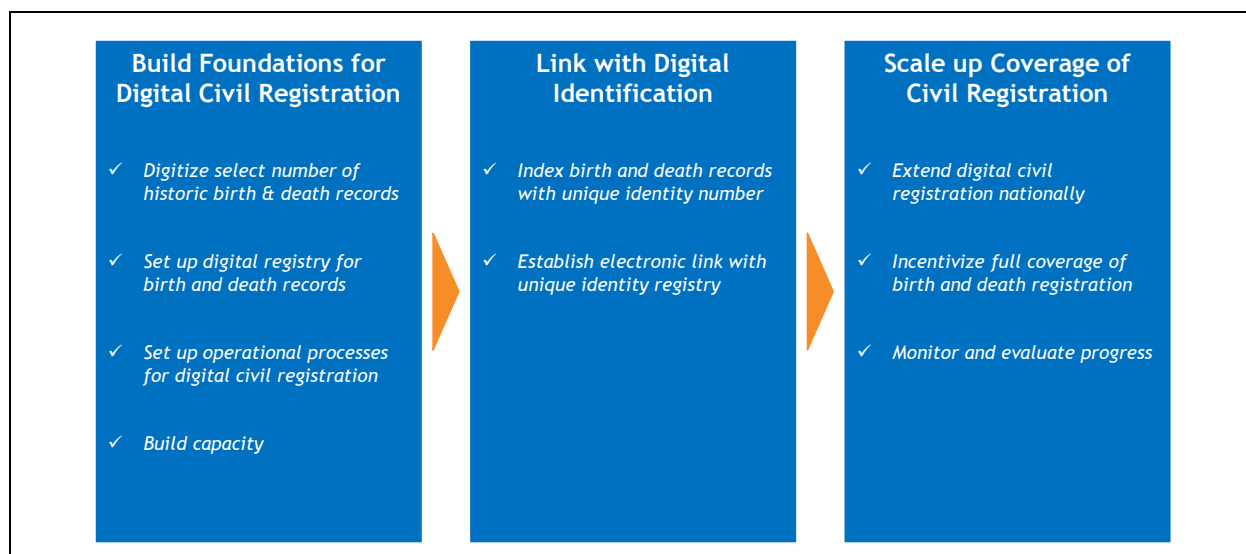 Build Foundations for
Digital Civil Registration
✓ Digitize select number of
historic birth & death records
✓ Set up digital registry for
birth and death records
✓ Set up operational processes
for digital civil registration
✓ Build capacity
Link with Digital
Identification
✓ Index birth and death records
with unique identity number
✓ Establish electronic link with
unique identity registry
Scale up Coverage of
Civil Registration
✓ Extend digital civil
registration nationally
✓ Incentivize full coverage of
birth and death registration
✓ Monitor and evaluate progress